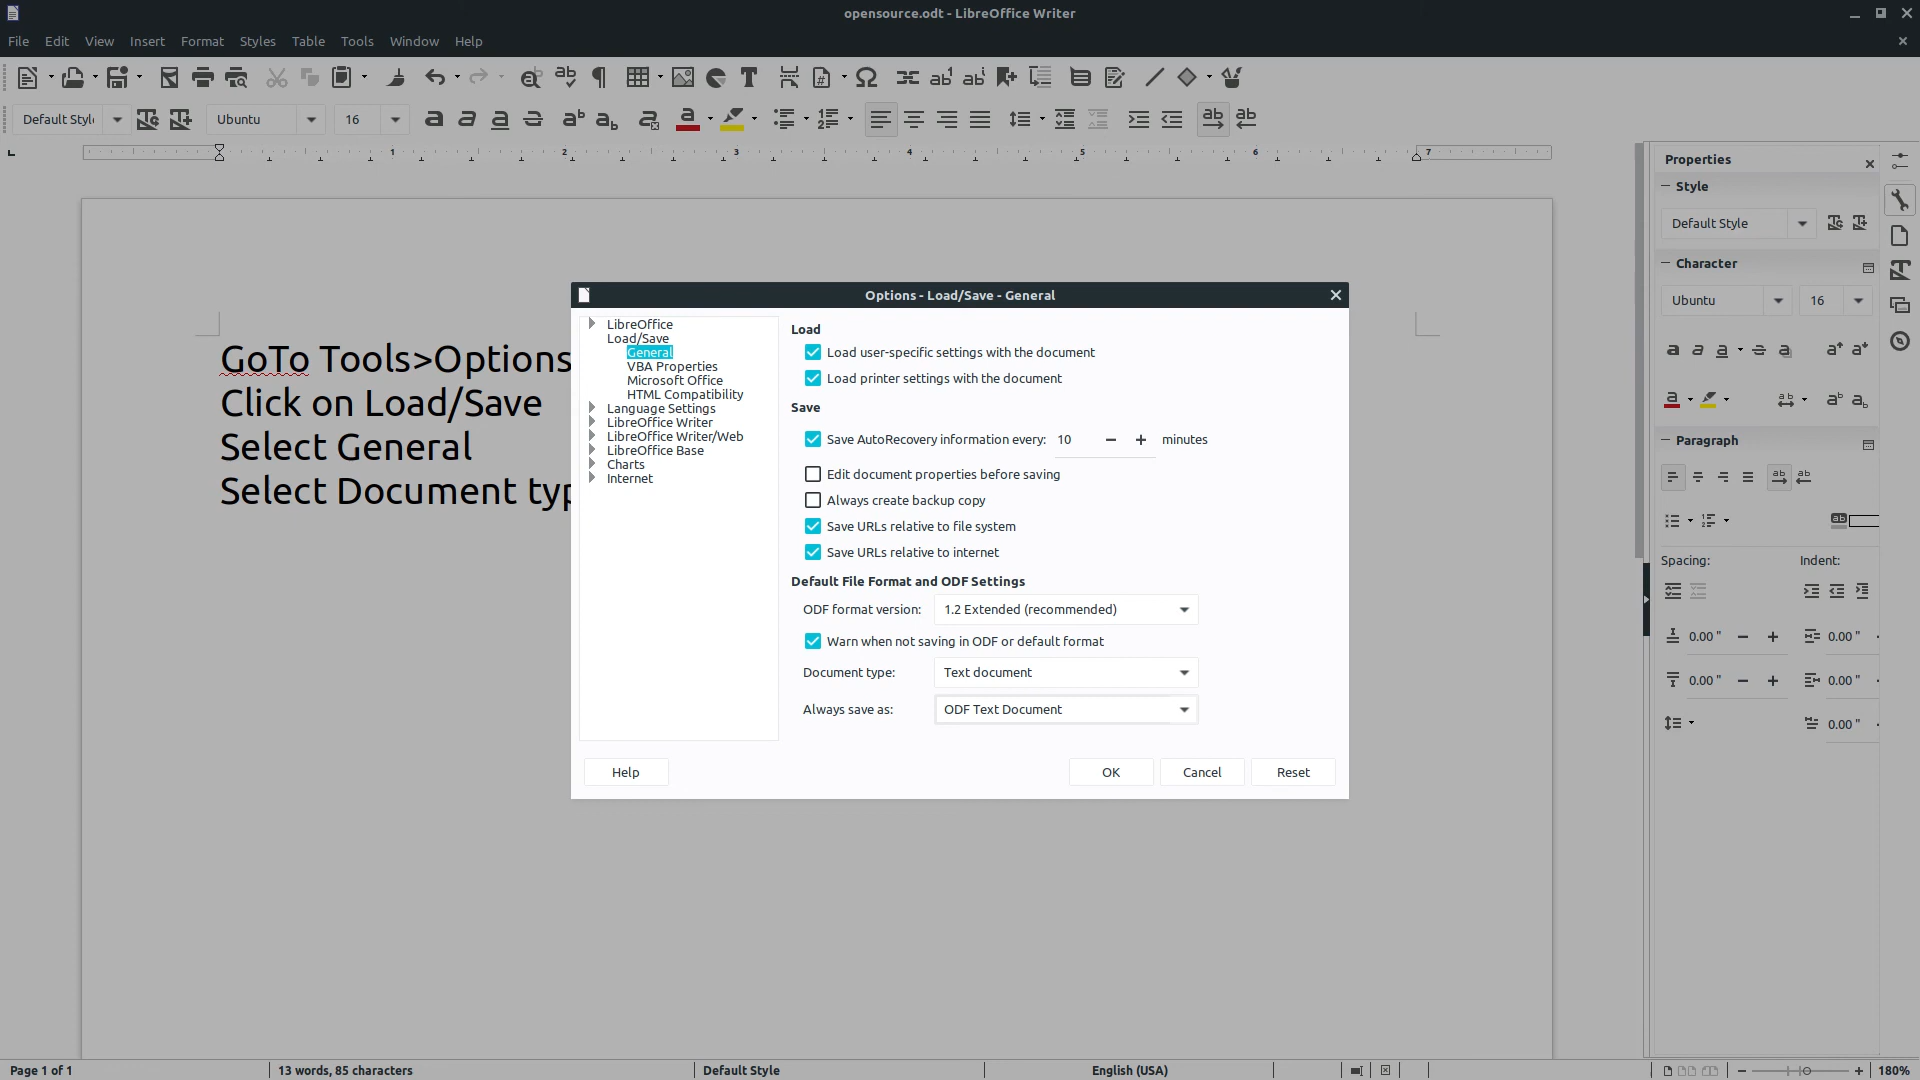 opensource.odt - LibreOffice Writer
File Edit View Insert Format Styles Table Tools Window Help
Default Styl Ubuntu 16
1 2 3 4 5 6 7
Properties
Style
Default Style
Character
Ubuntu 16
Paragraph
Spacing: Indent:
0.00 " 0.00 "
0.00 " 0.00 "
0.00 "
GoTo Tools>Options
Click on Load/Save
Select General
Select Document typ
Options - Load/Save - General
LibreOffice
Load/Save
General
VBA Properties
Microsoft Office
HTML Compatibility
Language Settings
LibreOffice Writer
LibreOffice Writer/Web
LibreOffice Base
Charts
Internet
Load
Load user-specific settings with the document
Load printer settings with the document
Save
Save AutoRecovery information every: 10 minutes
Edit document properties before saving
Always create backup copy
Save URLs relative to file system
Save URLs relative to internet
Default File Format and ODF Settings
ODF format version: 1.2 Extended (recommended)
Warn when not saving in ODF or default format
Document type: Text document
Always save as: ODF Text Document
Help OK Cancel Reset
Page 1 of 1 13 words, 85 characters Default Style English (USA) 180%